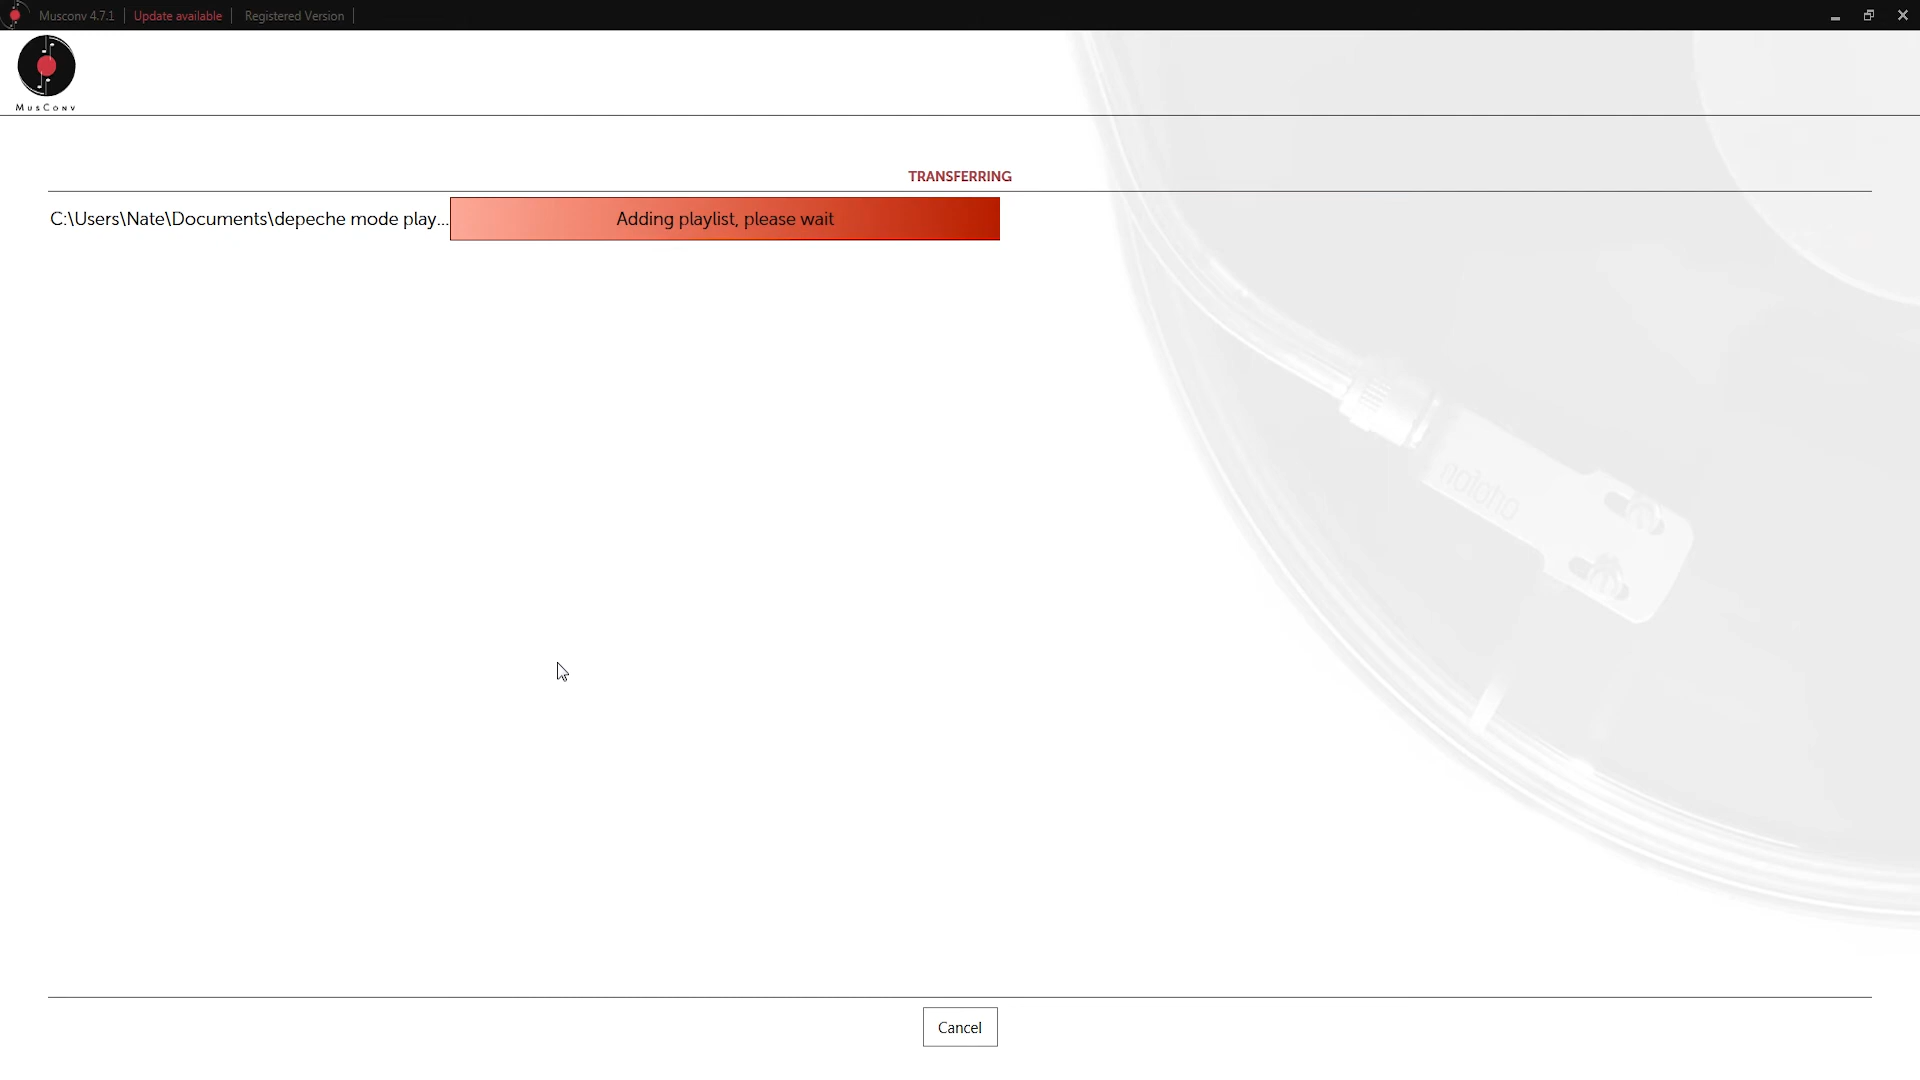 Musconv 4.7.1 Update available Registered Version
MusConv
TRANSFERRING
C:\Users\Nate\Documents\depeche mode play... Adding playlist, please wait
ortofon
Cancel